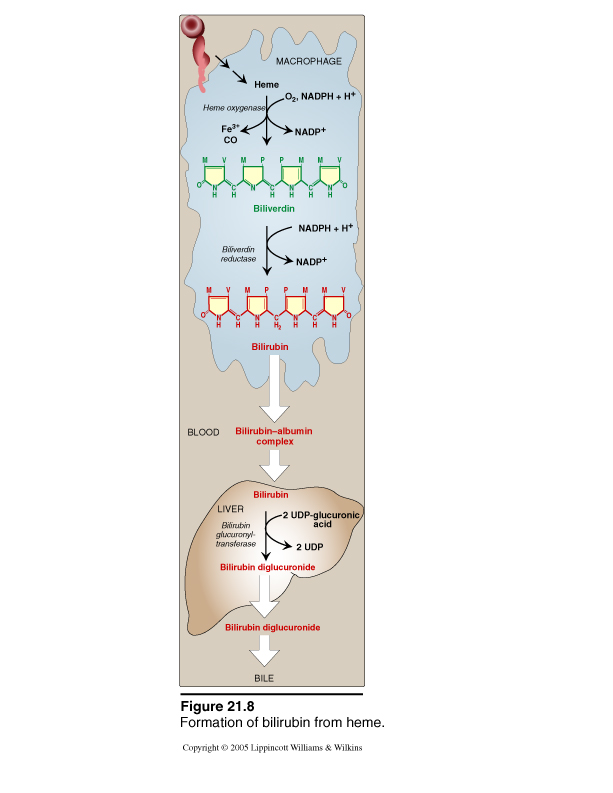 MACROPHAGE
Heme
O2, NADPH + H+
Heme oxygenase
Fe3+
CO
NADP+
M V M P P M M V
O N C N C N C N O
H H H H H H
Biliverdin
NADPH + H+
Biliverdin
reductase
NADP+
M V M P P M M V
O N C N C N C N O
H H H H2 H H H
Bilirubin
BLOOD
Bilirubin–albumin
complex
Bilirubin
LIVER
2 UDP-glucuronic
acid
Bilirubin
glucuronyl-
transferase
2 UDP
Bilirubin diglucuronide
Bilirubin diglucuronide
BILE
Figure 21.8
Formation of bilirubin from heme.
Copyright © 2005 Lippincott Williams & Wilkins